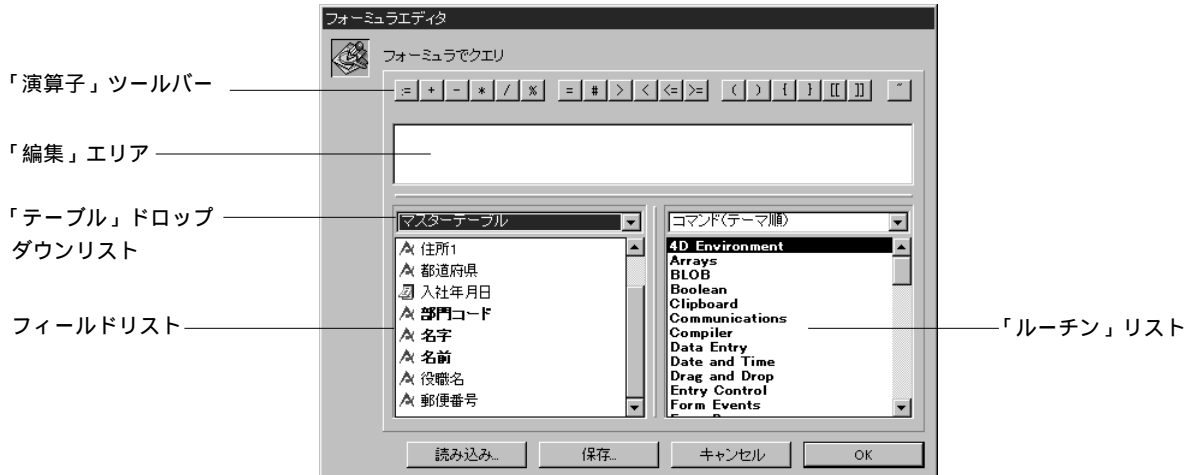 フォーミュラエディタ
フォーミュラでクエリ
「演算子」ツールバー
:= + - * / % = # > < <= >= ( ) { } [[ ]] ~
「編集」エリア
「テーブル」ドロップ
ダウンリスト
マスターテーブル
コマンド(テーマ順)
住所1
都道府県
入社年月日
部門コード
名字
名前
役職名
郵便番号
4D Environment
Arrays
BLOB
Boolean
Clipboard
Communications
Compiler
Data Entry
Date and Time
Drag and Drop
Entry Control
Form Events
フィールドリスト
「ルーチン」リスト
読み込み...
保存...
キャンセル
OK